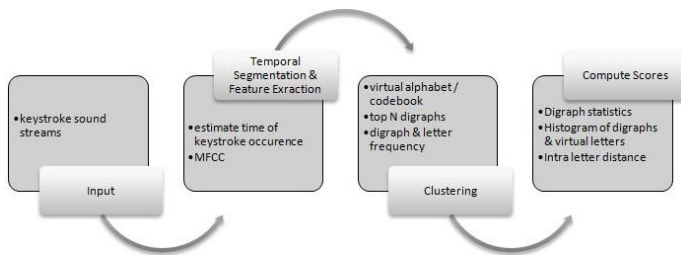 •keystroke sound
streams
Input
Temporal
Segmentation &
Feature Exraction
•estimate time of
keystroke occurence
•MFCC
•virtual alphabet /
codebook
•top N digraphs
•digraph & letter
frequency
Clustering
Compute Scores
•Digraph statistics
•Histogram of digraphs
& virtual letters
•Intra letter distance